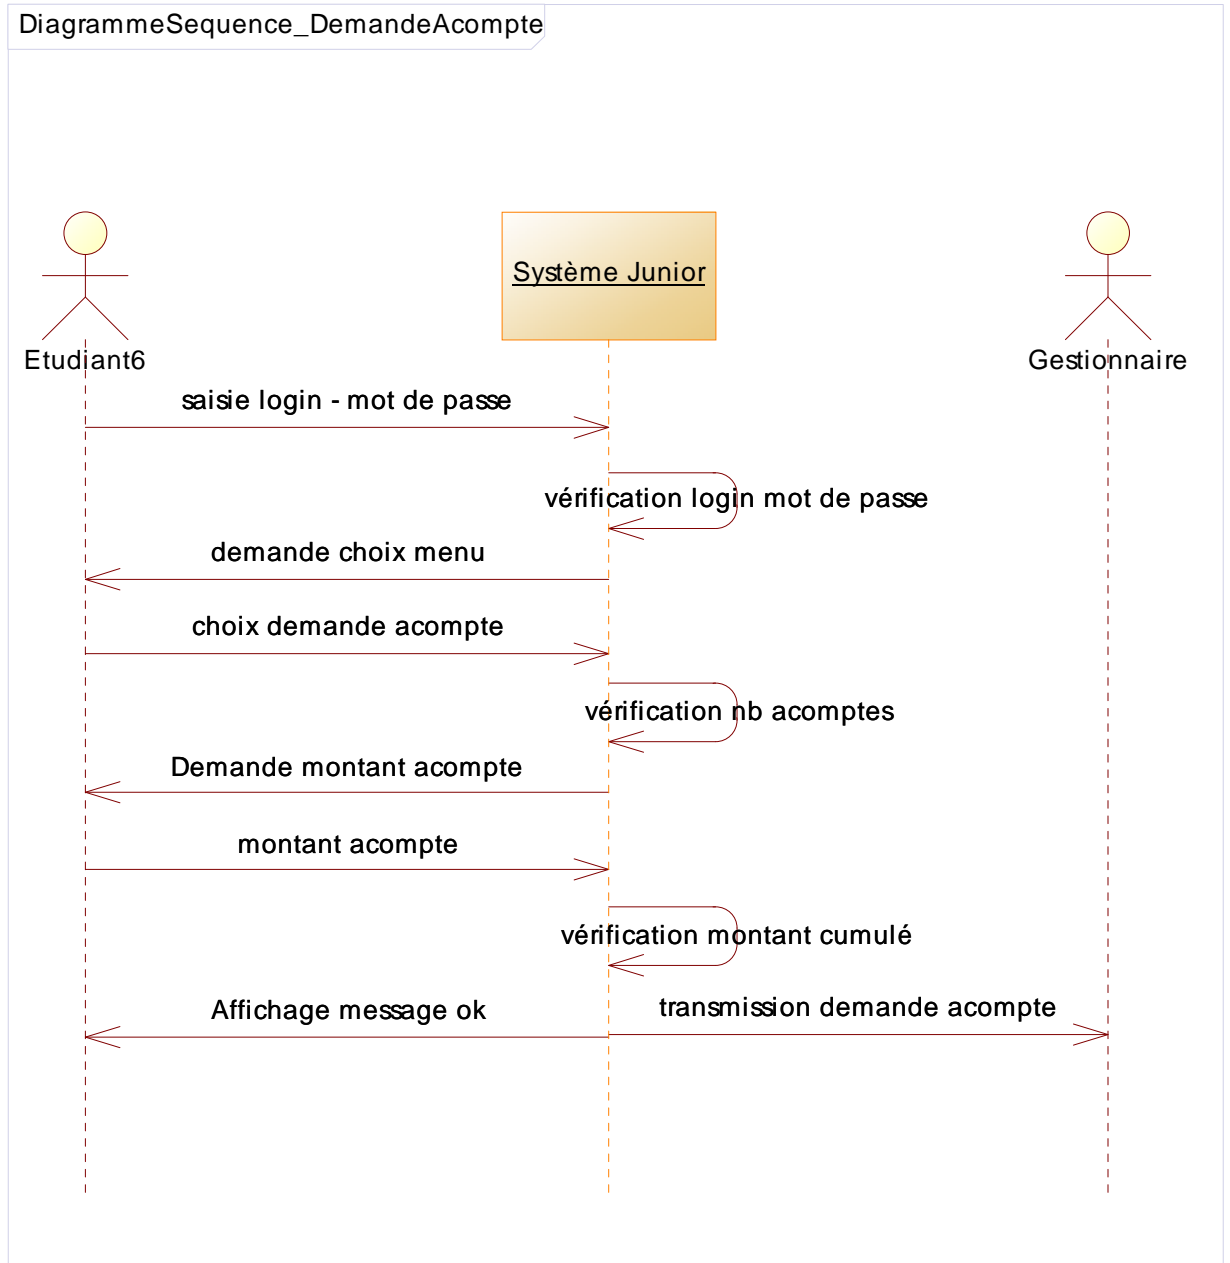 DiagrammeSequence_DemandeAcompte
Système Junior
Etudiant6
Gestionnaire
saisie login - mot de passe
vérification login mot de passe
demande choix menu
choix demande acompte
vérification nb acomptes
Demande montant acompte
montant acompte
vérification montant cumulé
Affichage message ok
transmission demande acompte